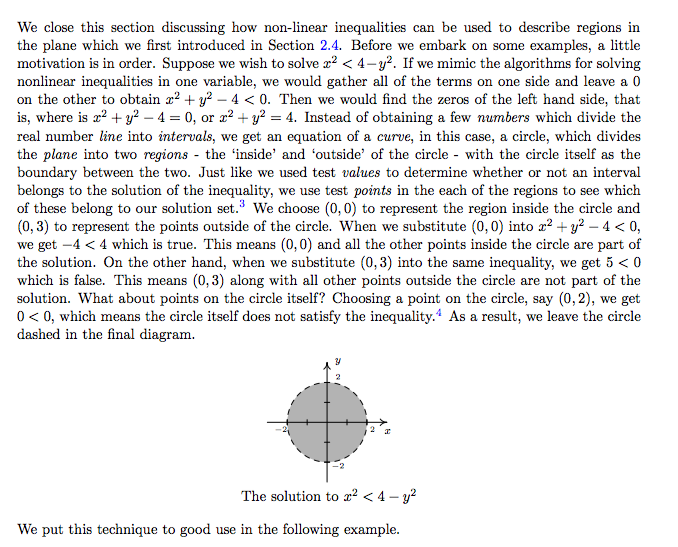 We close this section discussing how non-linear inequalities can be used to describe regions in
the plane which we first introduced in Section 2.4. Before we embark on some examples, a little
motivation is in order. Suppose we wish to solve x² < 4−y². If we mimic the algorithms for solving
nonlinear inequalities in one variable, we would gather all of the terms on one side and leave a 0
on the other to obtain x² + y² − 4 < 0. Then we would find the zeros of the left hand side, that
is, where is x² + y² − 4 = 0, or x² + y² = 4. Instead of obtaining a few numbers which divide the
real number line into intervals, we get an equation of a curve, in this case, a circle, which divides
the plane into two regions - the ‘inside’ and ‘outside’ of the circle - with the circle itself as the
boundary between the two. Just like we used test values to determine whether or not an interval
belongs to the solution of the inequality, we use test points in the each of the regions to see which
of these belong to our solution set.³ We choose (0, 0) to represent the region inside the circle and
(0, 3) to represent the points outside of the circle. When we substitute (0, 0) into x² + y² − 4 < 0,
we get −4 < 4 which is true. This means (0, 0) and all the other points inside the circle are part of
the solution. On the other hand, when we substitute (0, 3) into the same inequality, we get 5 < 0
which is false. This means (0, 3) along with all other points outside the circle are not part of the
solution. What about points on the circle itself? Choosing a point on the circle, say (0, 2), we get
0 < 0, which means the circle itself does not satisfy the inequality.⁴ As a result, we leave the circle
dashed in the final diagram.
y
2
−2 2 x
−2
The solution to x² < 4 − y²
We put this technique to good use in the following example.